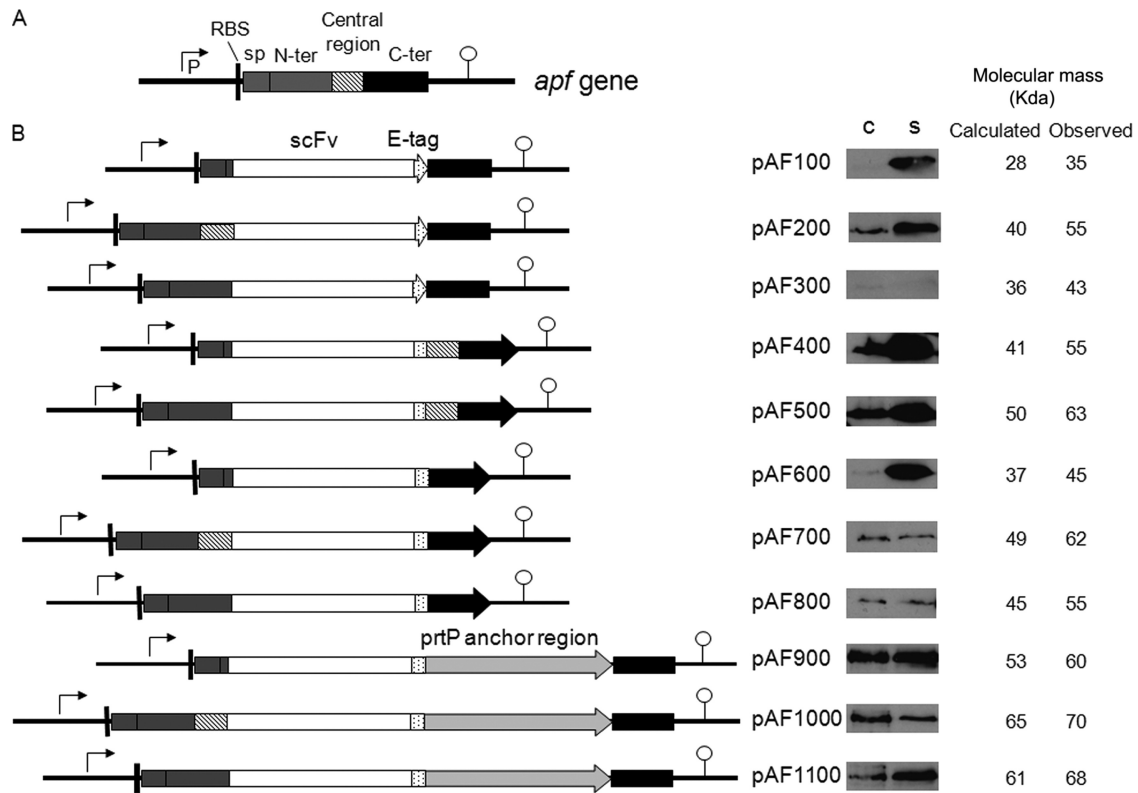 A
RBS
P
sp
N-ter
Central
region
C-ter
apf gene
Molecular mass
(Kda)
B
scFv
E-tag
C S Calculated Observed
pAF100 28 35
pAF200 40 55
pAF300 36 43
pAF400 41 55
pAF500 50 63
pAF600 37 45
pAF700 49 62
pAF800 45 55
prtP anchor region
pAF900 53 60
pAF1000 65 70
pAF1100 61 68